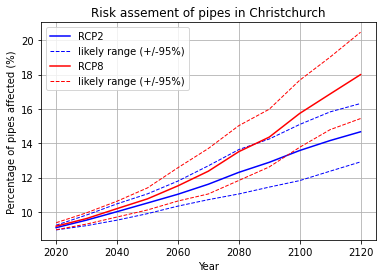 Risk assement of pipes in Christchurch
RCP2
likely range (+/-95%)
RCP8
likely range (+/-95%)
Percentage of pipes affected (%)
20
18
16
14
12
10
2020
2040
2060
2080
2100
2120
Year